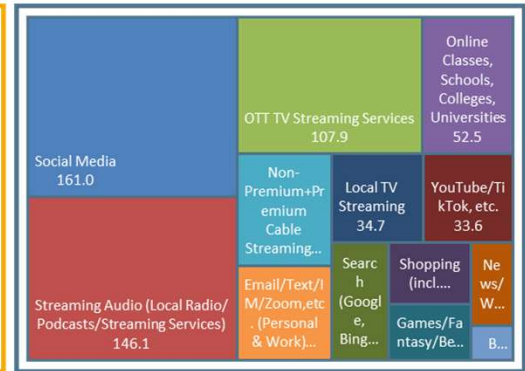 Social Media
161.0
Streaming Audio (Local Radio/
Podcasts/Streaming Services)
146.1
OTT TV Streaming Services
107.9
Online
Classes,
Schools,
Colleges,
Universities
52.5
Non-
Premium+Pr
emium
Cable
Streaming...
Local TV
Streaming
34.7
YouTube/Ti
kTok, etc.
33.6
Email/Text/I
M/Zoom,etc
. (Personal
& Work)...
Searc
h
(Googl
e,
Bing...
Shopping
(incl....
Ne
ws/
W...
Games/Fa
ntasy/Be...
B...